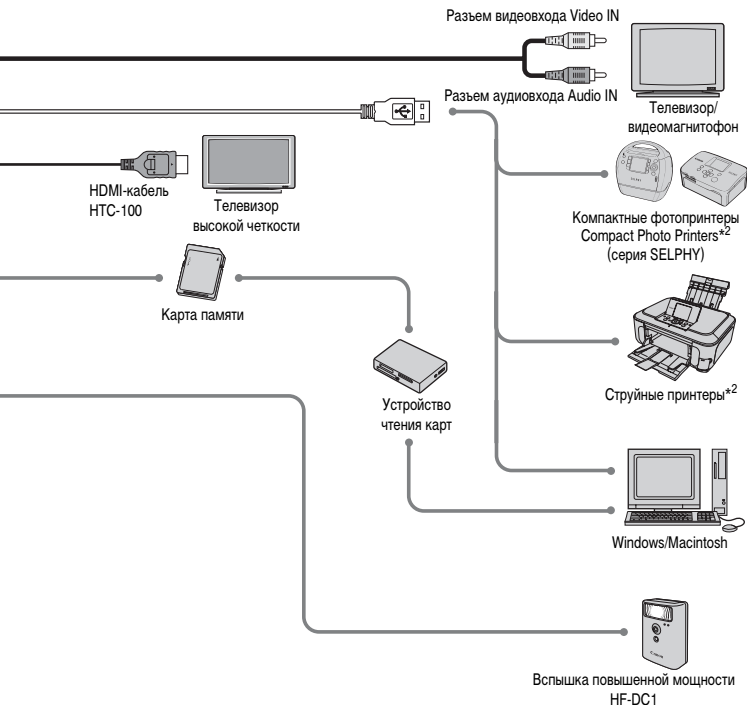 Разъем видеовхода Video IN
Разъем аудиовхода Audio IN
Телевизор/
видеомагнитофон
HDMI-кабель
HTC-100
Телевизор
высокой четкости
Компактные фотопринтеры
Compact Photo Printers*2
(серия SELPHY)
Карта памяти
Струйные принтеры*2
Устройство
чтения карт
Windows/Macintosh
Canon
Вспышка повышенной мощности
HF-DC1